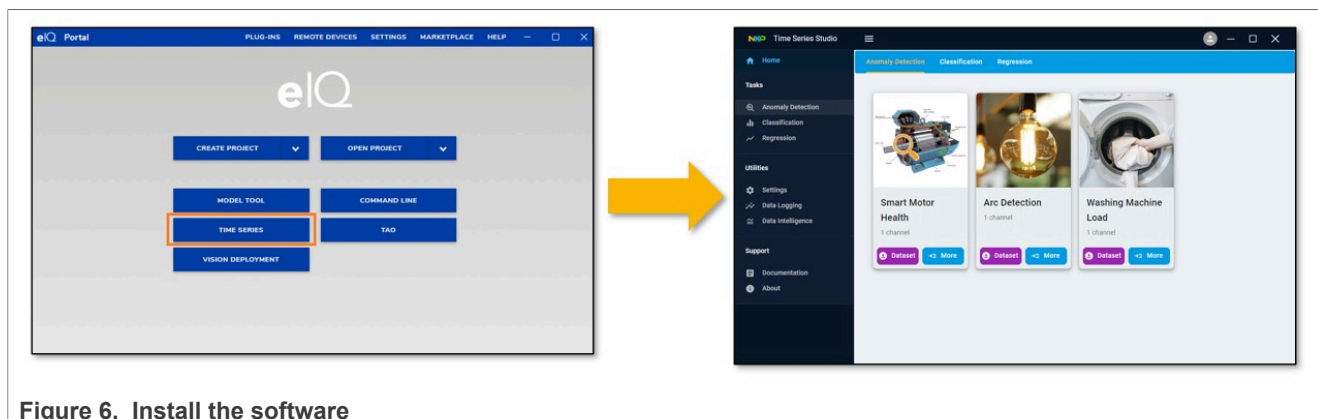 eIQ Portal PLUG-INS REMOTE DEVICES SETTINGS MARKETPLACE HELP
eIQ
CREATE PROJECT OPEN PROJECT
MODEL TOOL COMMAND LINE
TIME SERIES TAO
VISION DEPLOYMENT
NXP Time Series Studio
Home
Tasks
Anomaly Detection
Classification
Regression
Utilities
Settings
Data Logging
Data Intelligence
Support
Documentation
About
Anomaly Detection Classification Regression
Smart Motor
Health
1 channel
Dataset More
Arc Detection
1 channel
Dataset More
Washing Machine
Load
1 channel
Dataset More
Figure 6. Install the software